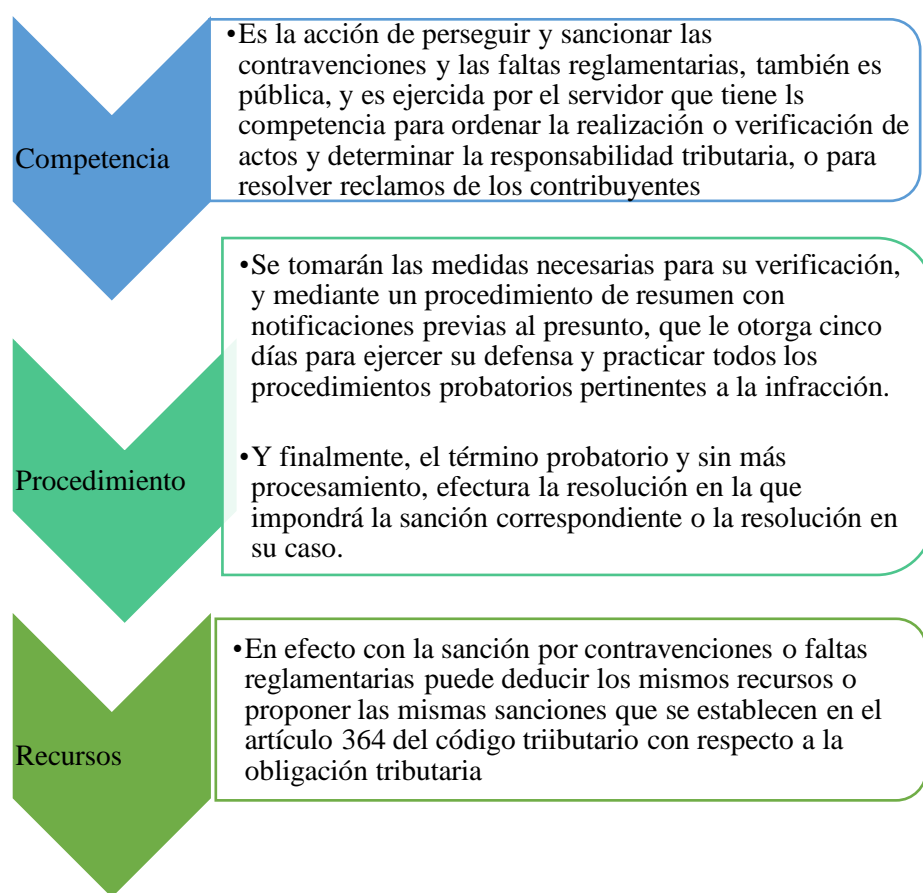 Competencia
•Es la acción de perseguir y sancionar las
contravenciones y las faltas reglamentarias, también es
pública, y es ejercida por el servidor que tiene ls
competencia para ordenar la realización o verificación de
actos y determinar la responsabilidad tributaria, o para
resolver reclamos de los contribuyentes
Procedimiento
•Se tomarán las medidas necesarias para su verificación,
y mediante un procedimiento de resumen con
notificaciones previas al presunto, que le otorga cinco
días para ejercer su defensa y practicar todos los
procedimientos probatorios pertinentes a la infracción.
•Y finalmente, el término probatorio y sin más
procesamiento, efectura la resolución en la que
impondrá la sanción correspondiente o la resolución en
su caso.
Recursos
•En efecto con la sanción por contravenciones o faltas
reglamentarias puede deducir los mismos recursos o
proponer las mismas sanciones que se establecen en el
artículo 364 del código triibutario con respecto a la
obligación tributaria